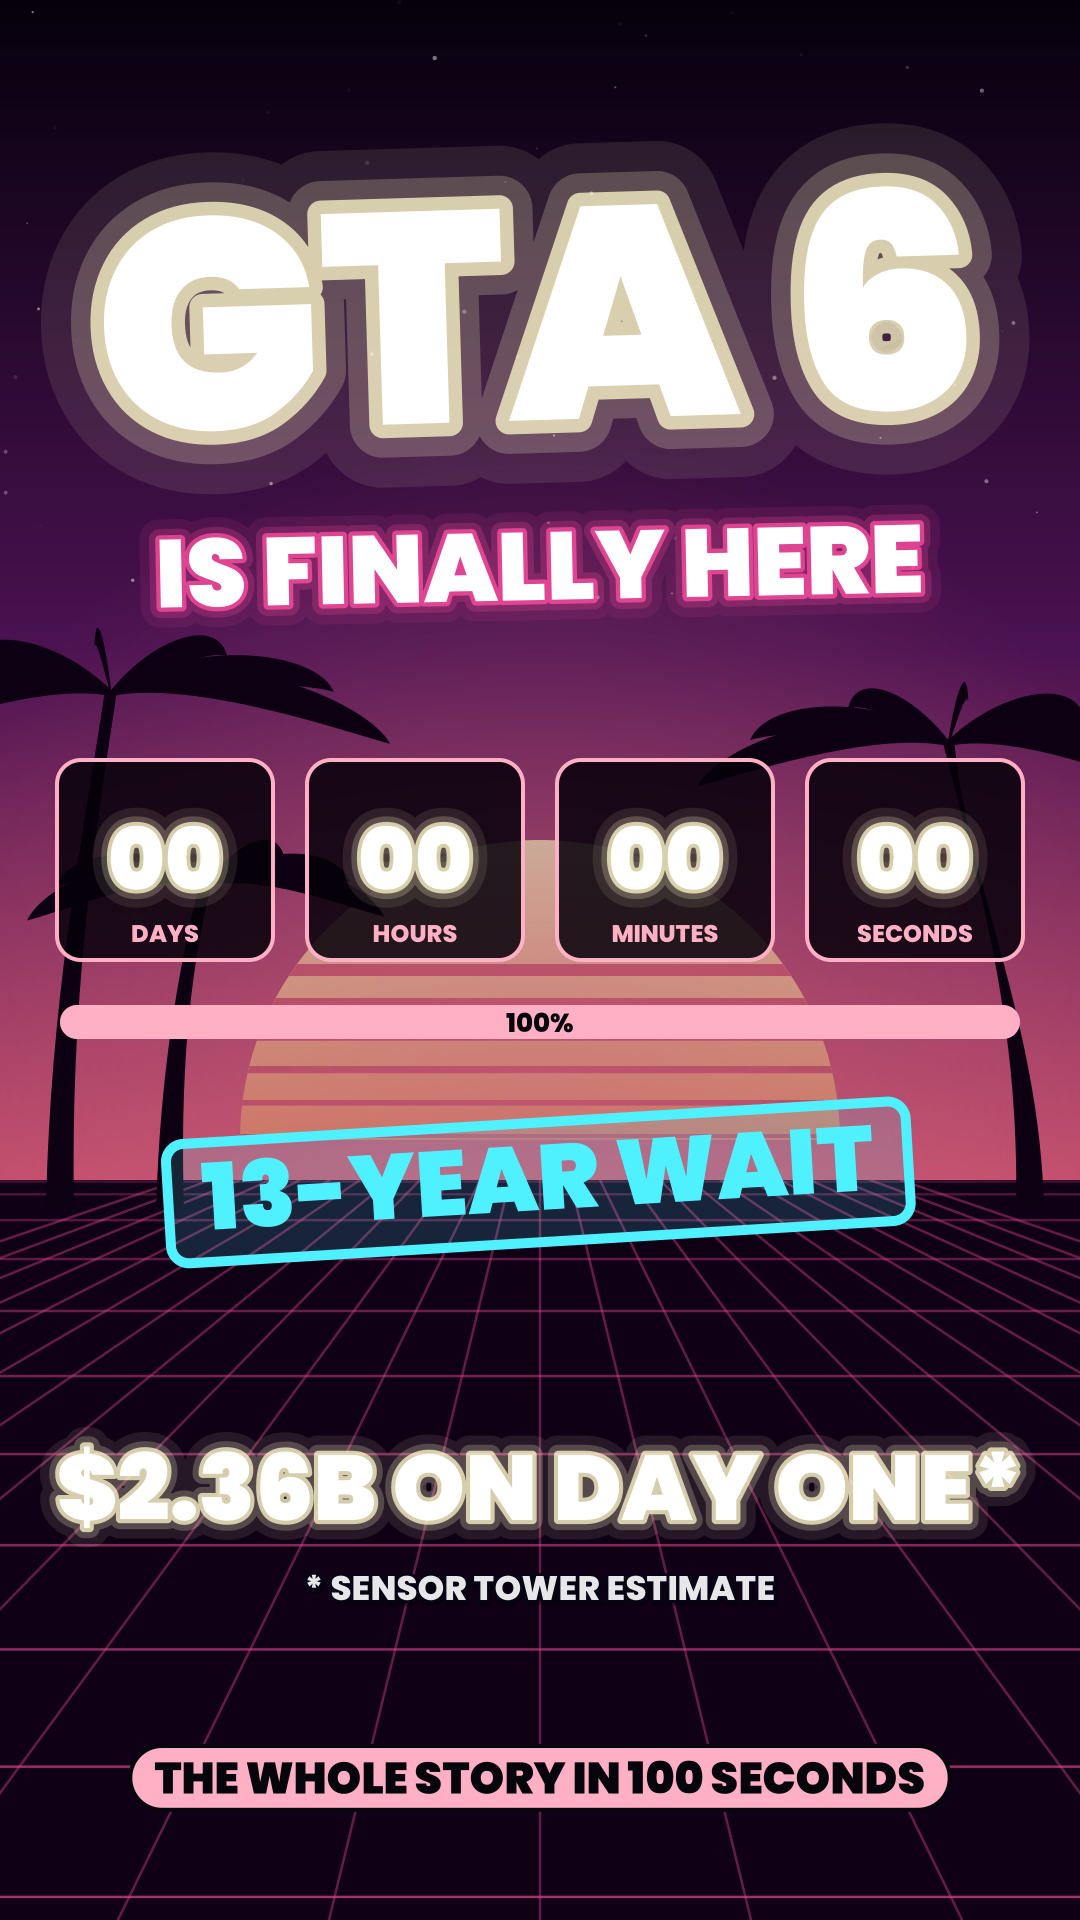 GTA 6
IS FINALLY HERE
00 00 00 00
DAYS HOURS MINUTES SECONDS
100%
13-YEAR WAIT
$2.36B ON DAY ONE*
* SENSOR TOWER ESTIMATE
THE WHOLE STORY IN 100 SECONDS